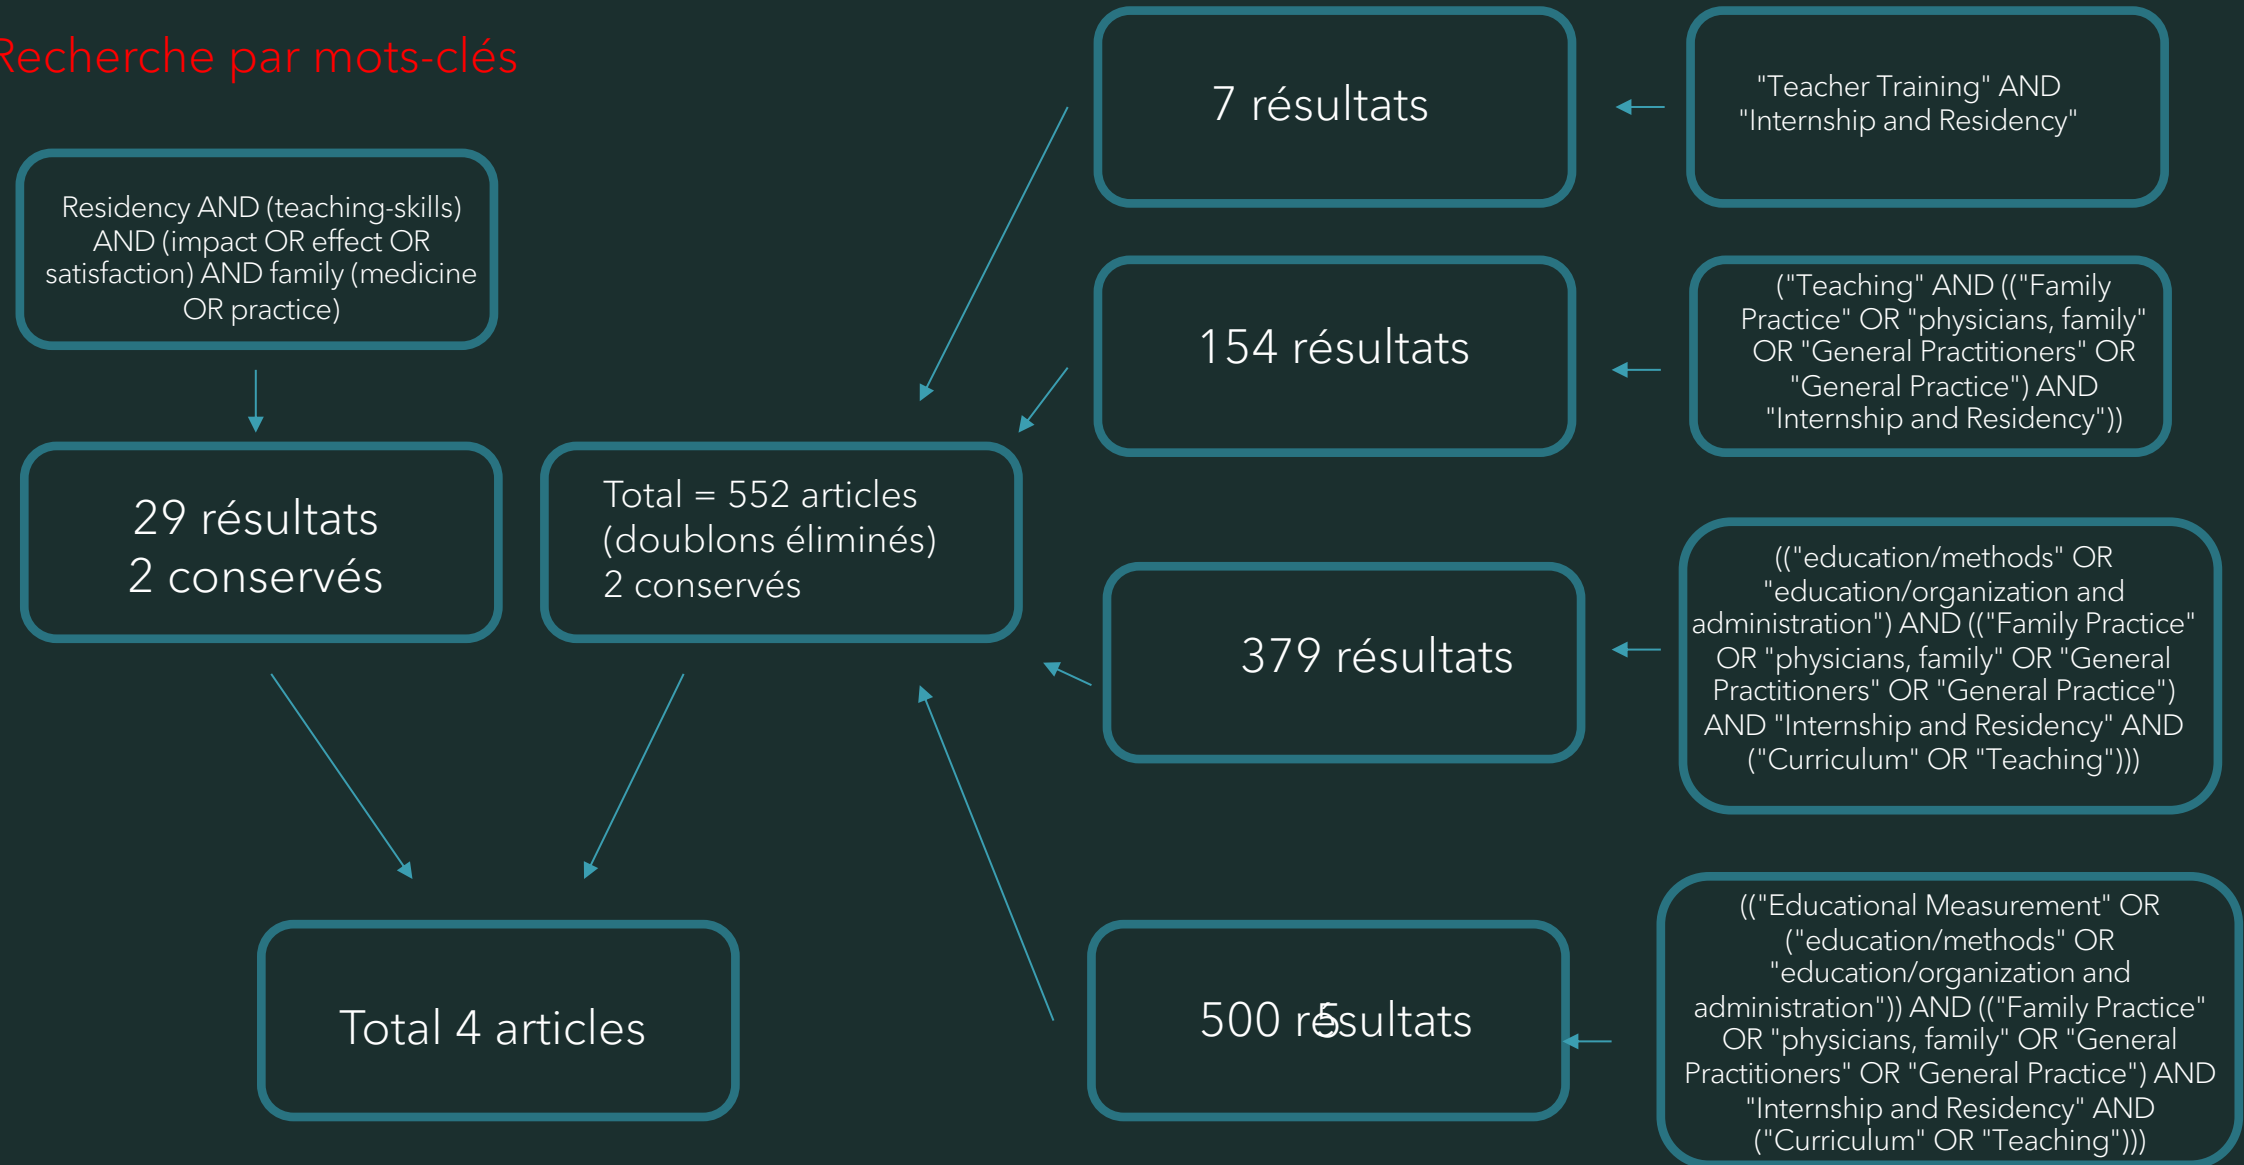 Recherche par mots-clés
Residency AND (teaching-skills)
AND (impact OR effect OR
satisfaction) AND family (medicine
OR practice)
29 résultats
2 conservés
Total = 552 articles
(doublons éliminés)
2 conservés
Total 4 articles
7 résultats
"Teacher Training" AND
"Internship and Residency"
154 résultats
("Teaching" AND (("Family
Practice" OR "physicians, family"
OR "General Practitioners" OR
"General Practice") AND
"Internship and Residency"))
379 résultats
(("education/methods" OR
"education/organization and
administration") AND (("Family Practice"
OR "physicians, family" OR "General
Practitioners" OR "General Practice")
AND "Internship and Residency" AND
("Curriculum" OR "Teaching")))
500 résultats
5
(("Educational Measurement" OR
("education/methods" OR
"education/organization and
administration")) AND (("Family Practice"
OR "physicians, family" OR "General
Practitioners" OR "General Practice") AND
"Internship and Residency" AND
("Curriculum" OR "Teaching")))